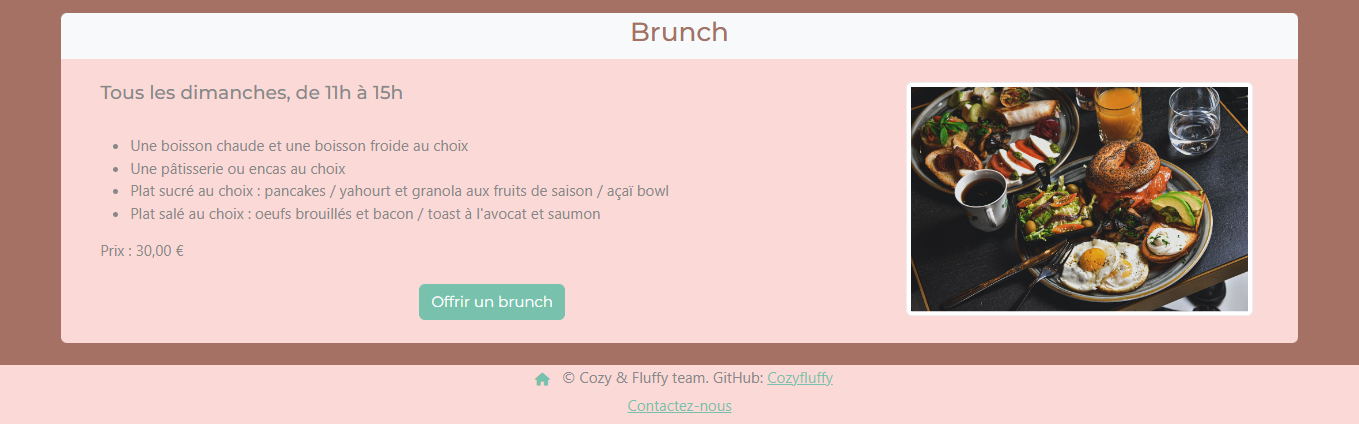 Brunch
Tous les dimanches, de 11h à 15h
Une boisson chaude et une boisson froide au choix
Une pâtisserie ou encas au choix
Plat sucré au choix : pancakes / yahourt et granola aux fruits de saison / açaï bowl
Plat salé au choix : oeufs brouillés et bacon / toast à l'avocat et saumon
Prix : 30,00 €
Offrir un brunch
© Cozy & Fluffy team. GitHub: Cozyfluffy
Contactez-nous